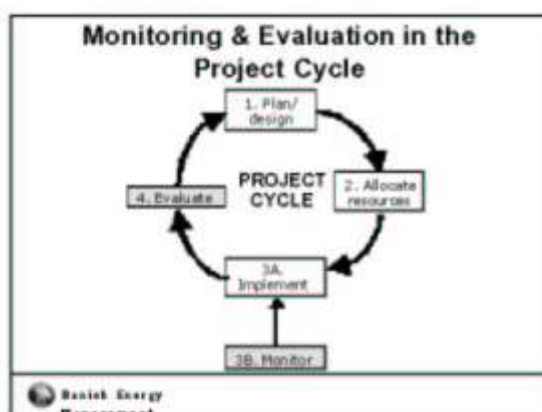 Monitoring & Evaluation in the
Project Cycle
1. Plan/
design
PROJECT
CYCLE
2. Allocate
resources
4. Evaluate
3A.
Implement
3B. Monitor
Danish Energy
Management